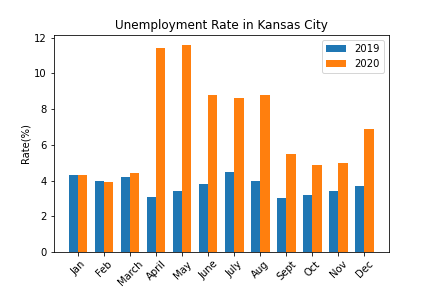 Unemployment Rate in Kansas City
2019
2020
Rate(%)
12
10
8
6
4
2
0
Jan
Feb
March
April
May
June
July
Aug
Sept
Oct
Nov
Dec